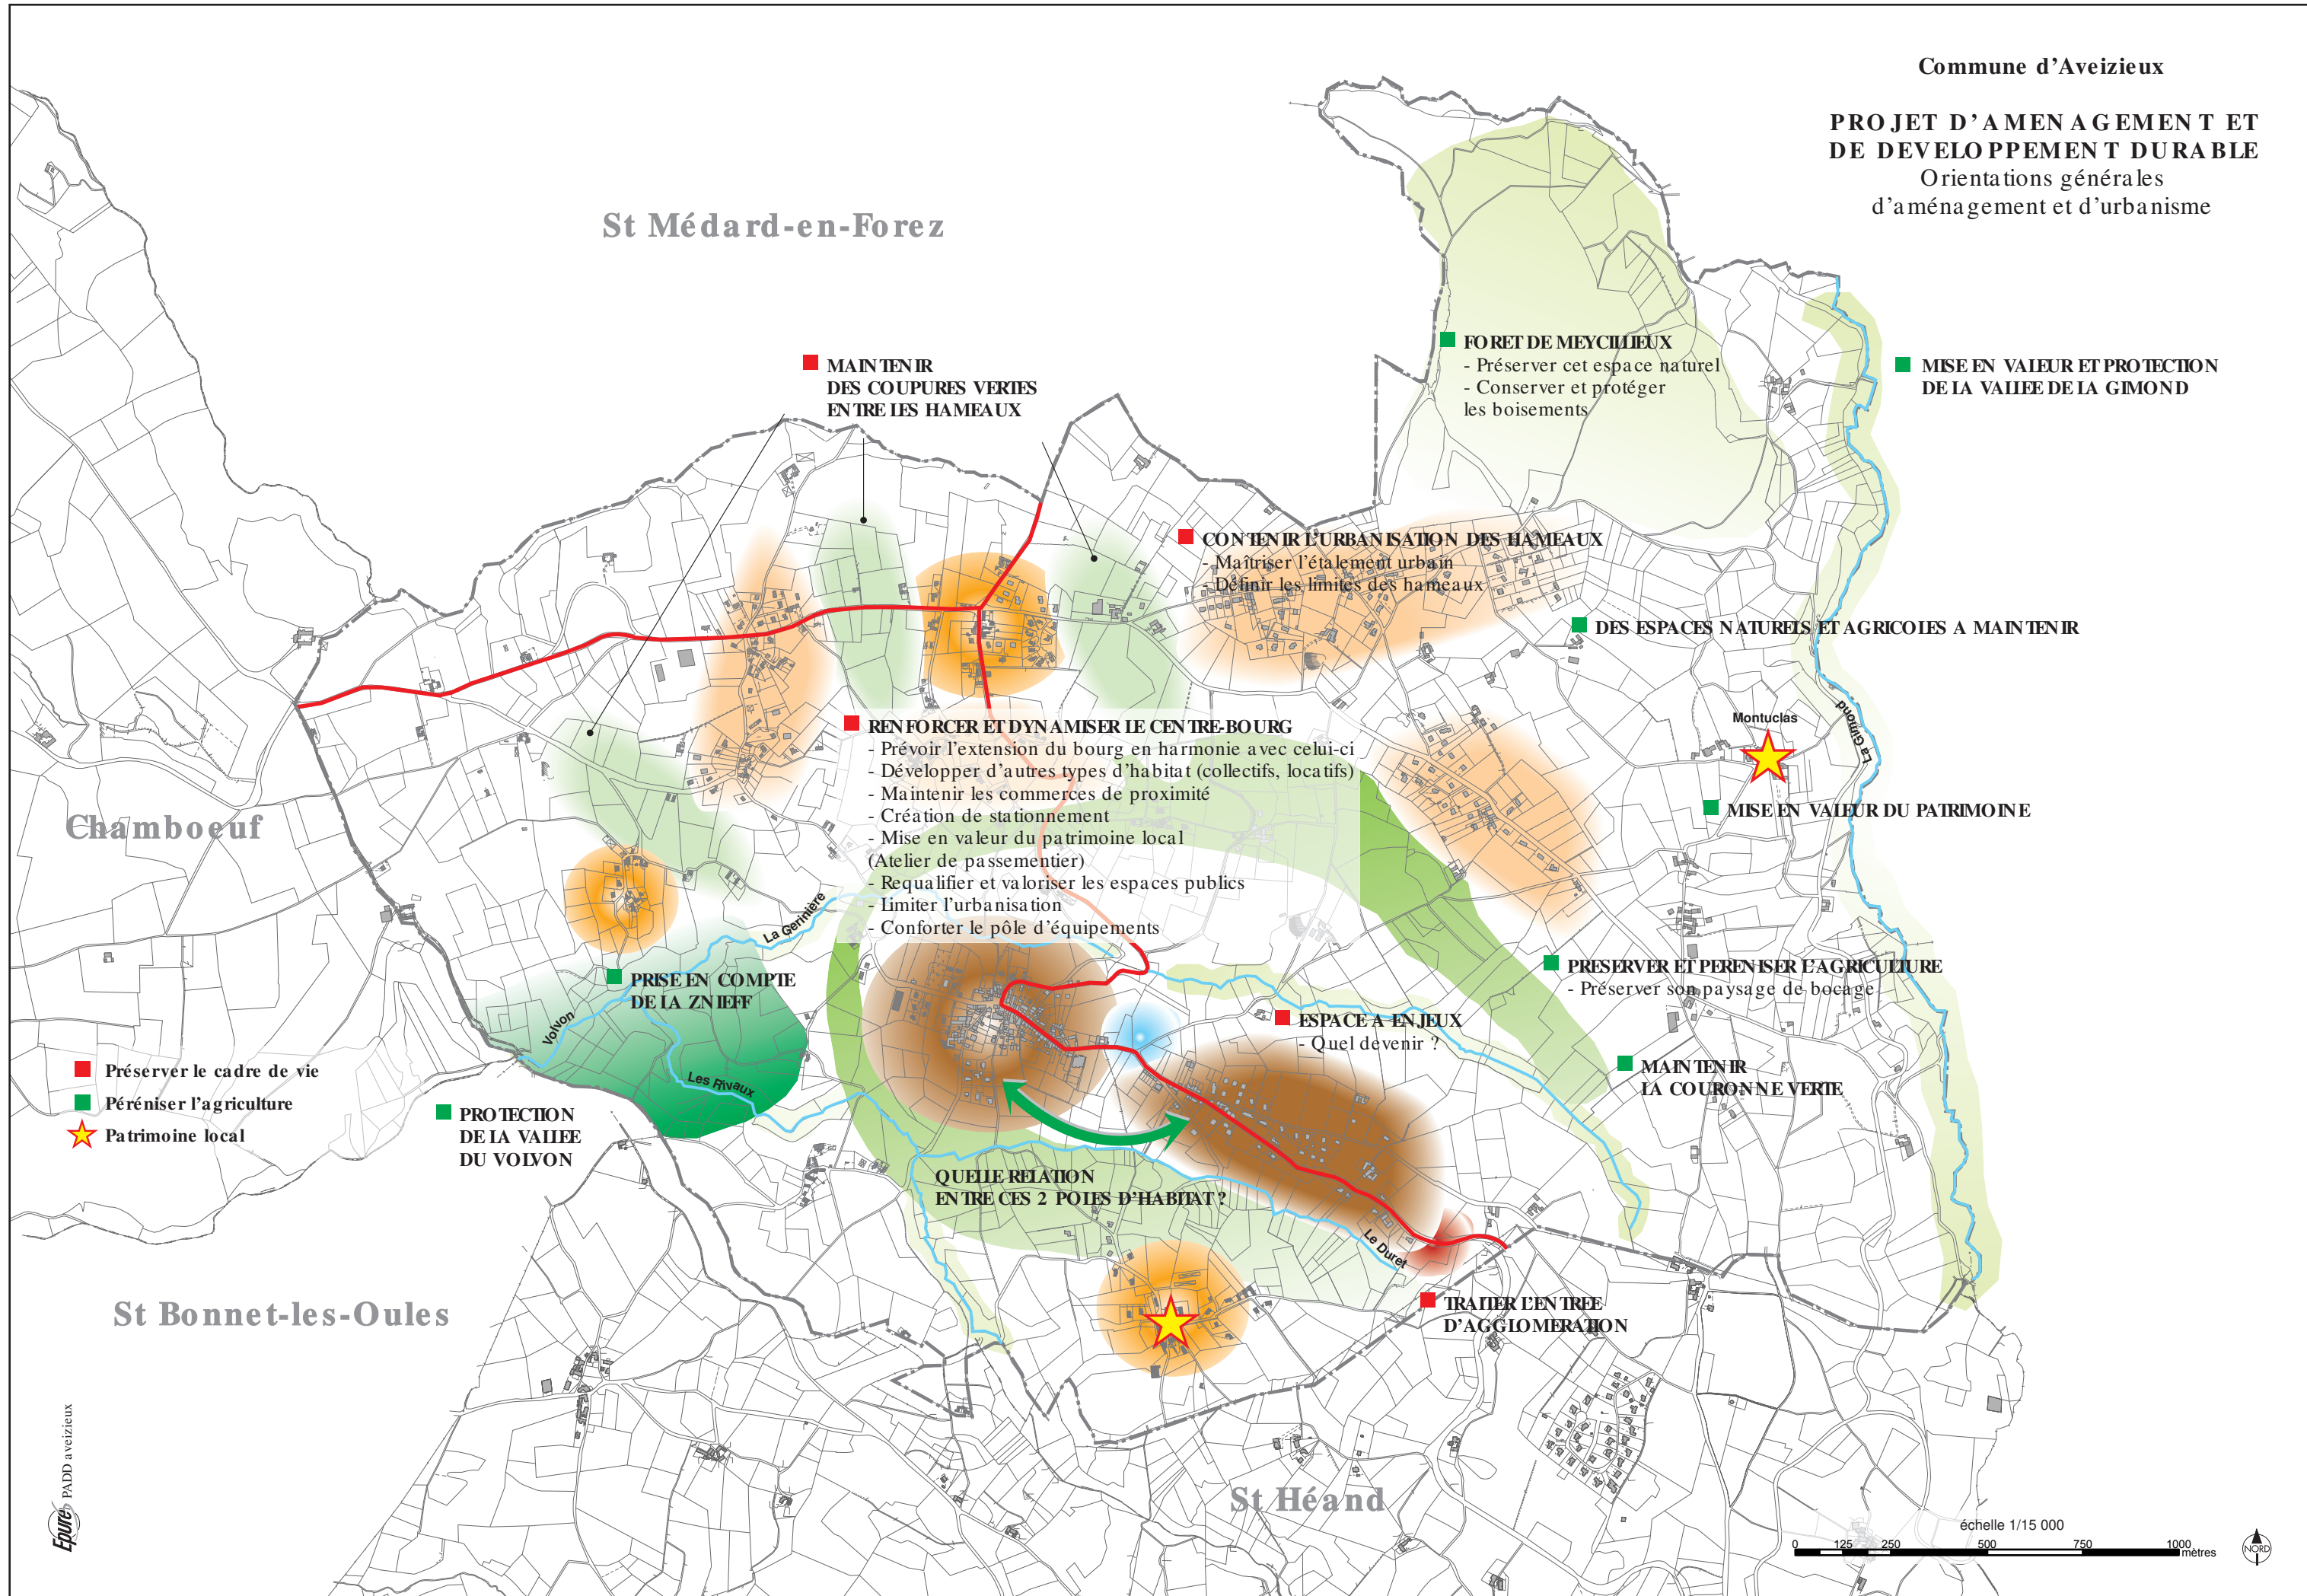 Commune d'Aveizieux
PROJET D'AMENAGEMENT ET
DE DEVELOPPEMENT DURABLE
Orientations générales
d'aménagement et d'urbanisme
St Médard-en-Forez
MAINTENIR
DES COUPURES VERTES
ENTRE LES HAMEAUX
FORET DE MEYCILLIEUX
- Préserver cet espace naturel
- Conserver et protéger
les boisements
MISE EN VALEUR ET PROTECTION
DE LA VALLEE DE LA GIMOND
CONTENIR L'URBANISATION DES HAMEAUX
- Maîtriser l'étalement urbain
- Définir les limites des hameaux
DES ESPACES NATURELS ET AGRICOLES A MAINTENIR
Montuclas
La Gimond
MISE EN VALEUR DU PATRIMOINE
RENFORCER ET DYNAMISER LE CENTRE-BOURG
- Prévoir l'extension du bourg en harmonie avec celui-ci
- Développer d'autres types d'habitat (collectifs, locatifs)
- Maintenir les commerces de proximité
- Création de stationnement
- Mise en valeur du patrimoine local
(Atelier de passementier)
- Requalifier et valoriser les espaces publics
- Limiter l'urbanisation
- Conforter le pôle d'équipements
Chamboeuf
La Gerinière
PRISE EN COMPTE
DE LA ZNIEFF
Volvon
Les Rivaux
PRESERVER ET PERENISER L'AGRICULTURE
- Préserver son paysage de bocage
ESPACE A ENJEUX
- Quel devenir ?
MAINTENIR
LA COURONNE VERTE
Préserver le cadre de vie
Péréniser l'agriculture
Patrimoine local
PROTECTION
DE LA VALLEE
DU VOLVON
QUELLE RELATION
ENTRE CES 2 POLES D'HABITAT ?
Le Duret
TRAITER L'ENTREE
D'AGGLOMERATION
St Bonnet-les-Oules
St Héand
Epures PADD aveizieux
échelle 1/15 000
0 125 250 500 750 1000
mètres
NORD